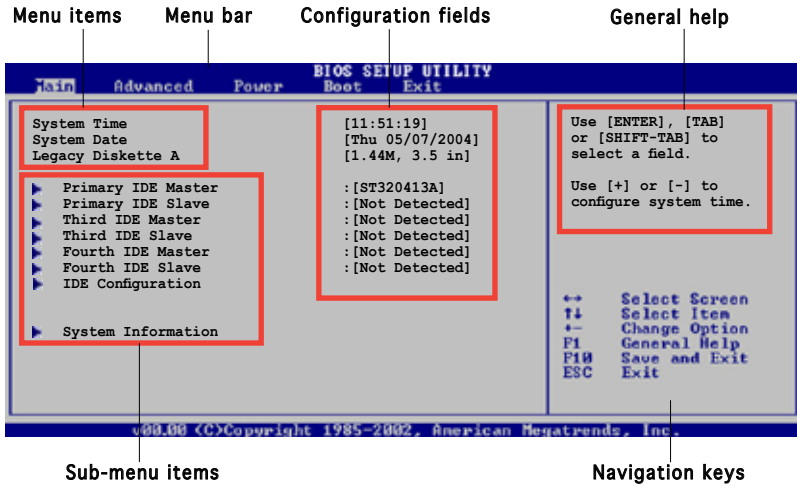 Menu items Menu bar Configuration fields General help
BIOS SETUP UTILITY
Main Advanced Power Boot Exit
System Time [11:51:19]
System Date [Thu 05/07/2004]
Legacy Diskette A [1.44M, 3.5 in]
Primary IDE Master :[ST320413A]
Primary IDE Slave :[Not Detected]
Third IDE Master :[Not Detected]
Third IDE Slave :[Not Detected]
Fourth IDE Master :[Not Detected]
Fourth IDE Slave :[Not Detected]
IDE Configuration
System Information
Use [ENTER], [TAB]
or [SHIFT-TAB] to
select a field.
Use [+] or [-] to
configure system time.
↔ Select Screen
↑↓ Select Item
+- Change Option
F1 General Help
F10 Save and Exit
ESC Exit
v00.00 (C)Copyright 1985-2002, American Megatrends, Inc.
Sub-menu items Navigation keys